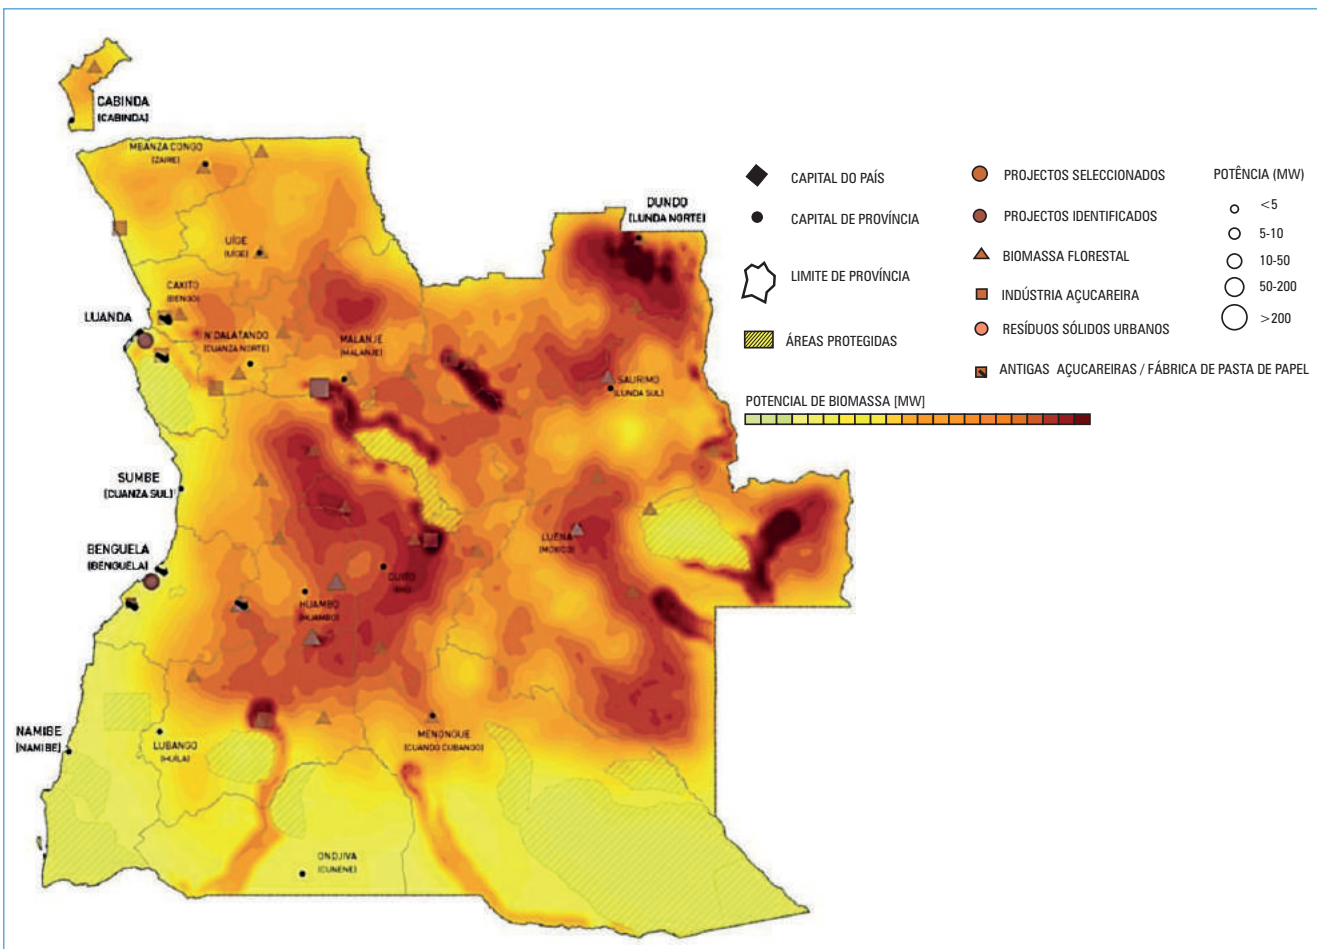 CABINDA
(CABINDA)
MBANZA CONGO
(ZAIRE)
DUNDO
(LUNDA NORTE)
UÍGE
(UÍGE)
CAXITO
(BENGO)
LUANDA
N'DALATANDO
(CUANZA NORTE)
MALANJE
(MALANJE)
SAURIMO
(LUNDA SUL)
SUMBE
(CUANZA SUL)
LUENA
(MOXICO)
BENGUELA
(BENGUELA)
CUITO
(BIÉ)
HUAMBO
(HUAMBO)
NAMIBE
(NAMIBE)
LUBANGO
(HUÍLA)
MENONGUE
(CUANDO CUBANGO)
ONDJIVA
(CUNENE)
CAPITAL DO PAÍS
CAPITAL DE PROVÍNCIA
LIMITE DE PROVÍNCIA
ÁREAS PROTEGIDAS
PROJECTOS SELECCIONADOS
PROJECTOS IDENTIFICADOS
BIOMASSA FLORESTAL
INDÚSTRIA AÇUCAREIRA
RESÍDUOS SÓLIDOS URBANOS
ANTIGAS AÇUCAREIRAS / FÁBRICA DE PASTA DE PAPEL
POTÊNCIA (MW)
<5
5-10
10-50
50-200
>200
POTENCIAL DE BIOMASSA [MW]